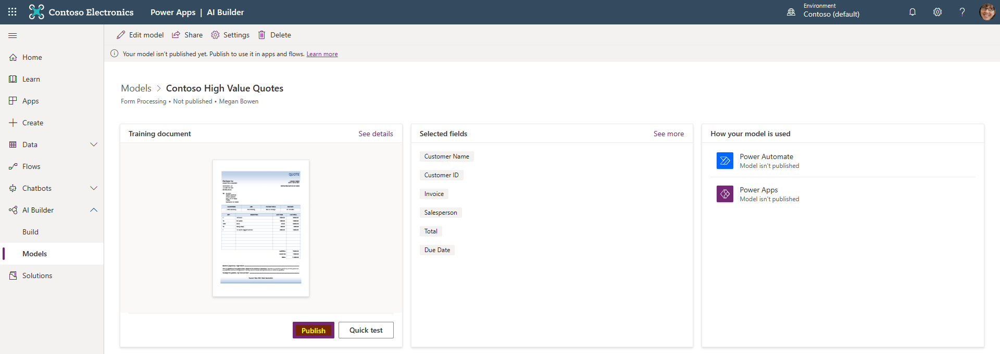 Contoso Electronics
Power Apps | AI Builder
Environment
Contoso (default)
?
Home
Learn
Apps
Create
Data
Flows
Chatbots
AI Builder
Build
Models
Solutions
Edit model
Share
Settings
Delete
Your model isn't published yet. Publish to use it in apps and flows. Learn more
Models > Contoso High Value Quotes
Form Processing • Not published • Megan Bowen
Training document
See details
QUOTE
Publish
Quick test
Selected fields
See more
Customer Name
Customer ID
Invoice
Salesperson
Total
Due Date
How your model is used
Power Automate
Model isn't published
Power Apps
Model isn't published